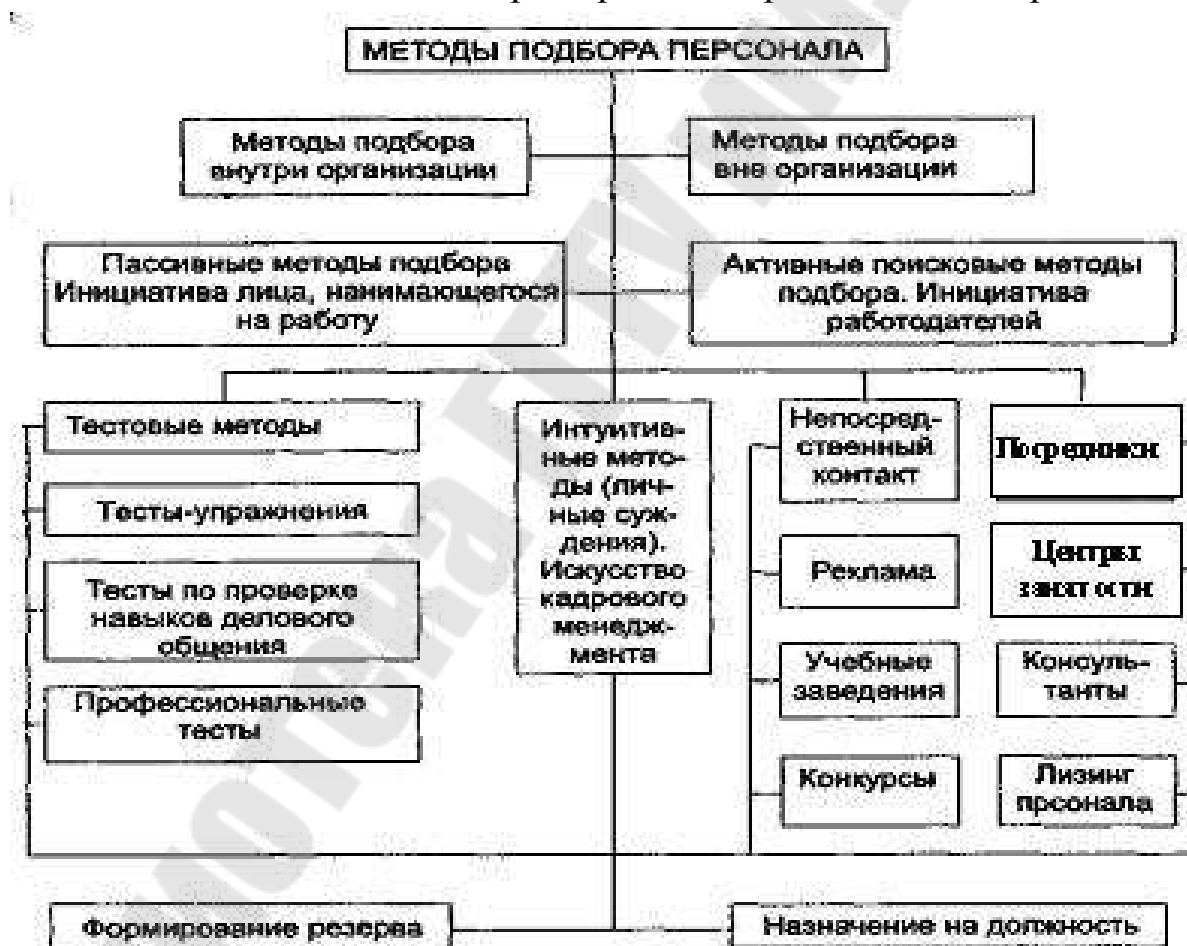 МЕТОДЫ ПОДБОРА ПЕРСОНАЛА
Методы подбора
внутри организации
Методы подбора
вне организации
Пассивные методы подбора
Инициатива лица, нанимающегося
на работу
Активные поисковые методы
подбора. Инициатива
работодателей
Тестовые методы
Тесты-упражнения
Тесты по проверке
навыков делового
общения
Профессиональные
тесты
Интуитив-
ные мето-
ды (лич-
ные суж-
дения).
Искусство
кадрового
менедж-
мента
Непосред-
ственный
контакт
Реклама
Учебные
заведения
Конкурсы
Посредники
Центры
занятости
Консуль-
танты
Лизинг
прсонала
Формирование резерва
Назначение на должность